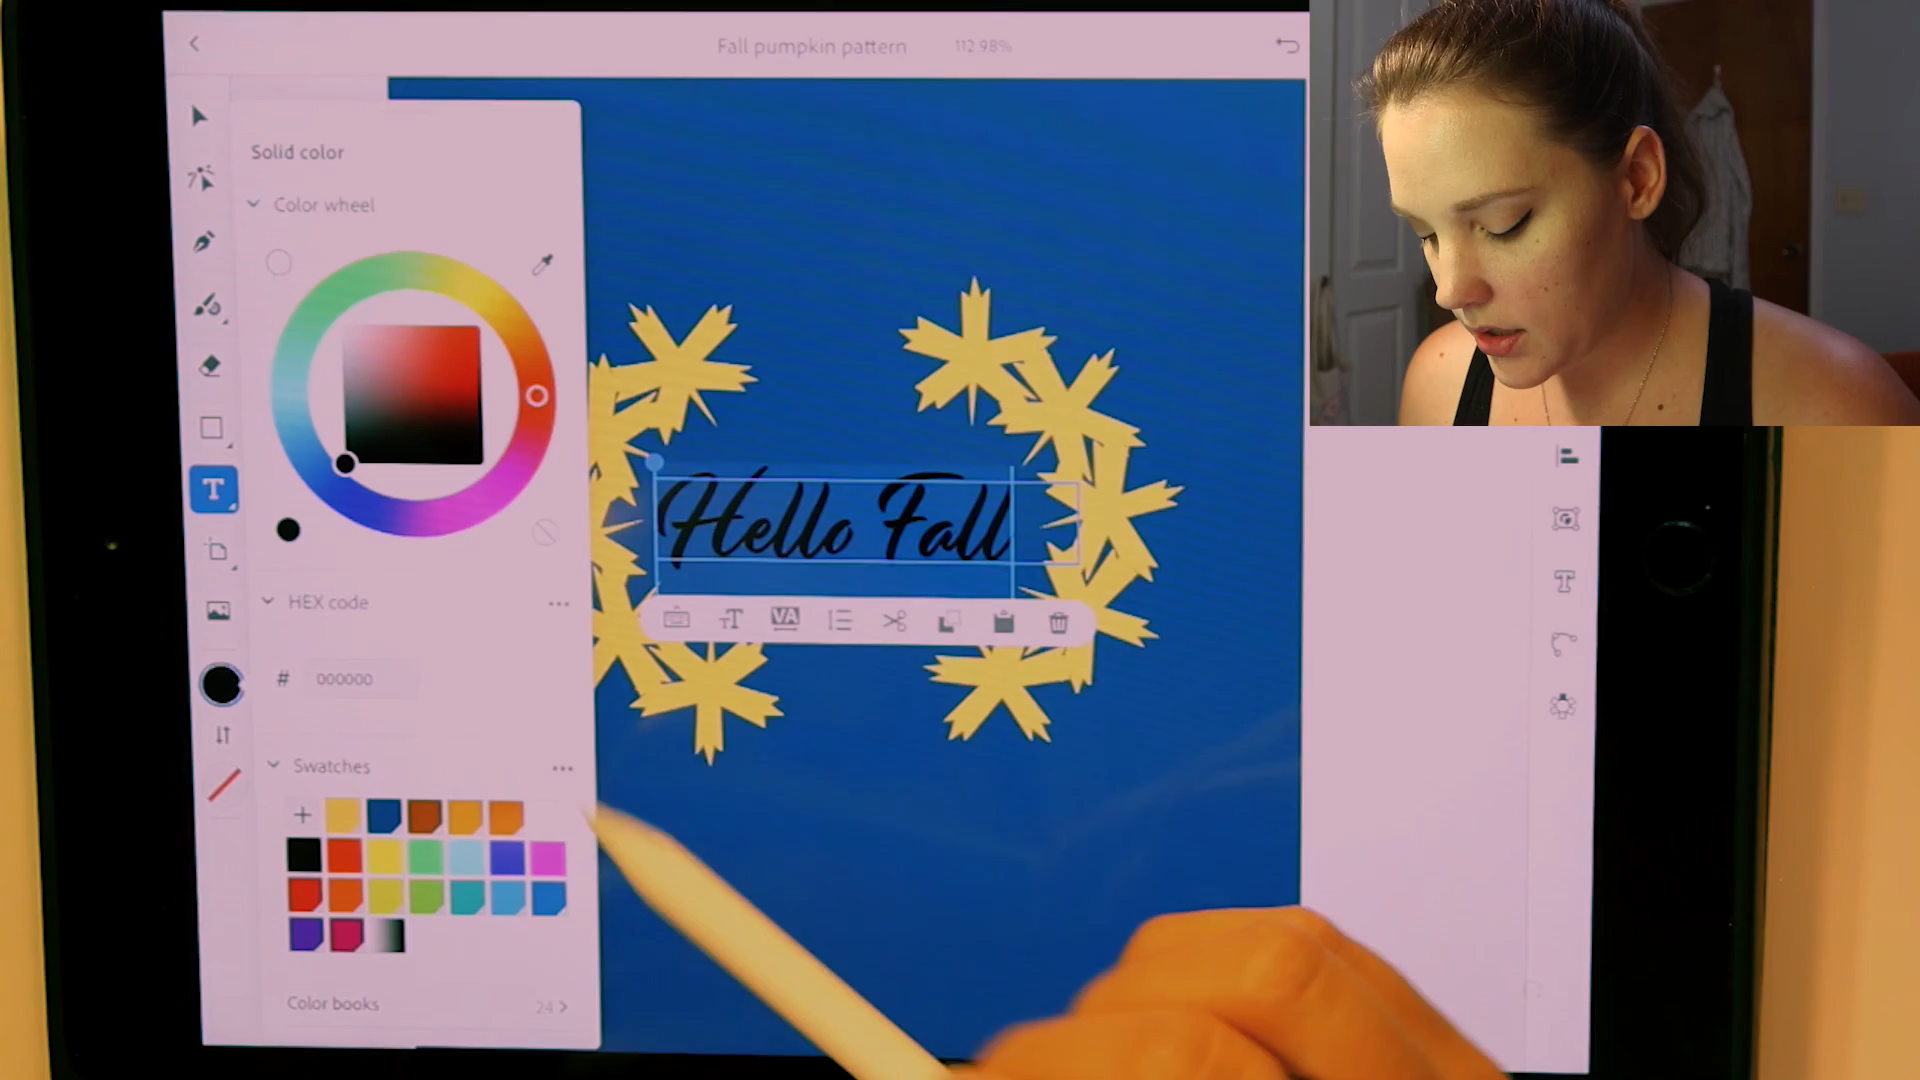 Fall pumpkin pattern 112.98%
Solid color
Color wheel
Hello Fall
HEX code
# 000000
Swatches
Color books 24